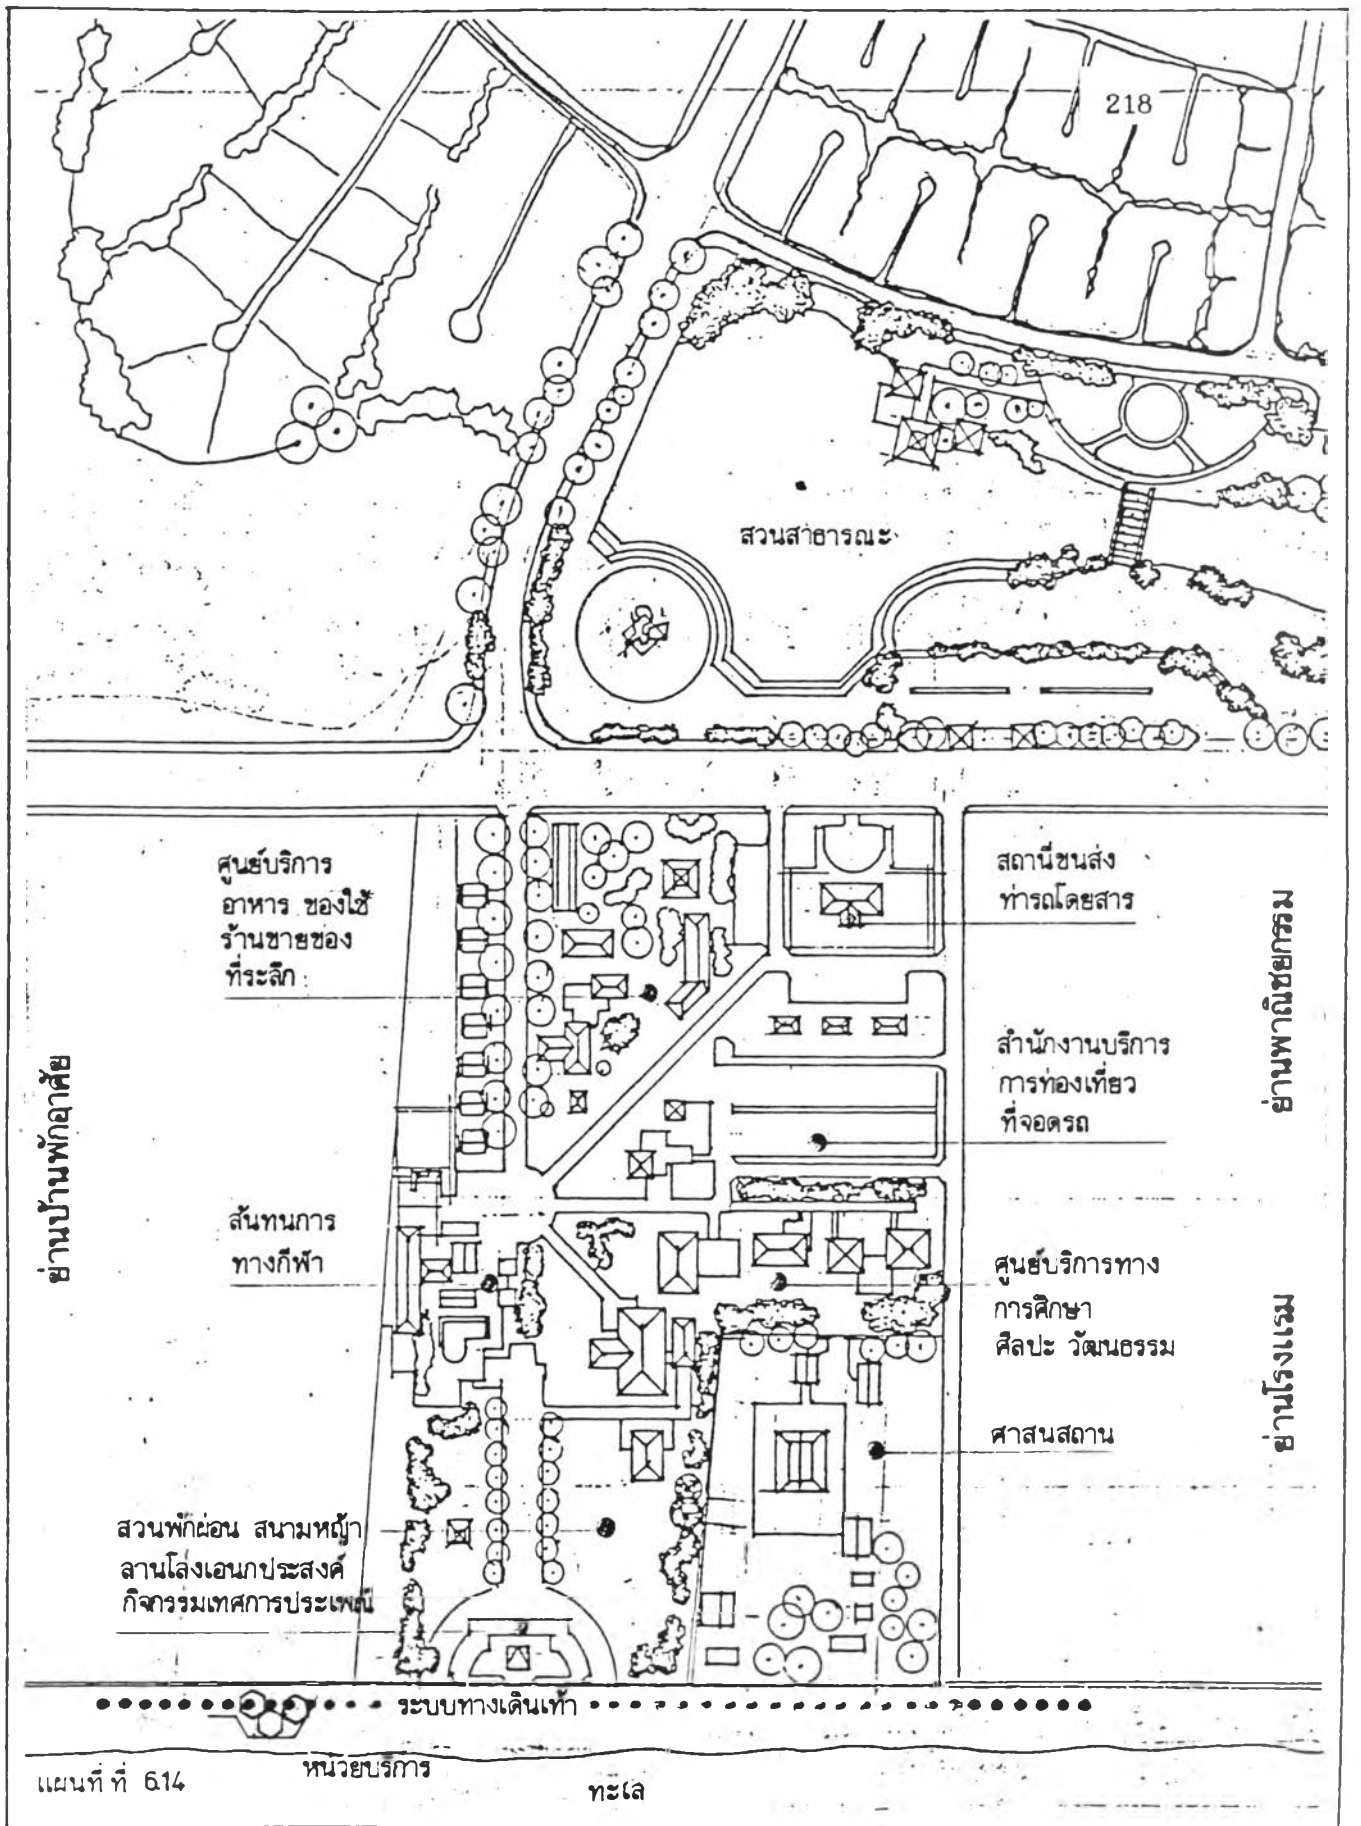 218
สวนสาธารณะ
ศูนย์บริการ
อาหาร ของใช้
ร้านขายของ
ที่ระลึก
สถานีขนส่ง
ท่ารถโดยสาร
ย่านพาณิชยกรรม
สำนักงานบริการ
การท่องเที่ยว
ที่จอดรถ
ย่านบ้านพักอาศัย
สันทนการ
ทางกีฬา
ศูนย์บริการทาง
การศึกษา
ศิลปะ วัฒนธรรม
ย่านโรงแรม
ศาสนสถาน
สวนพักผ่อน สนามหญ้า
ลานโล่งเอนกประสงค์
กิจกรรมเทศการประเพณี
ระบบทางเดินเท้า
หน่วยบริการ
แผนที่ ที่ 6.14
ทะเล